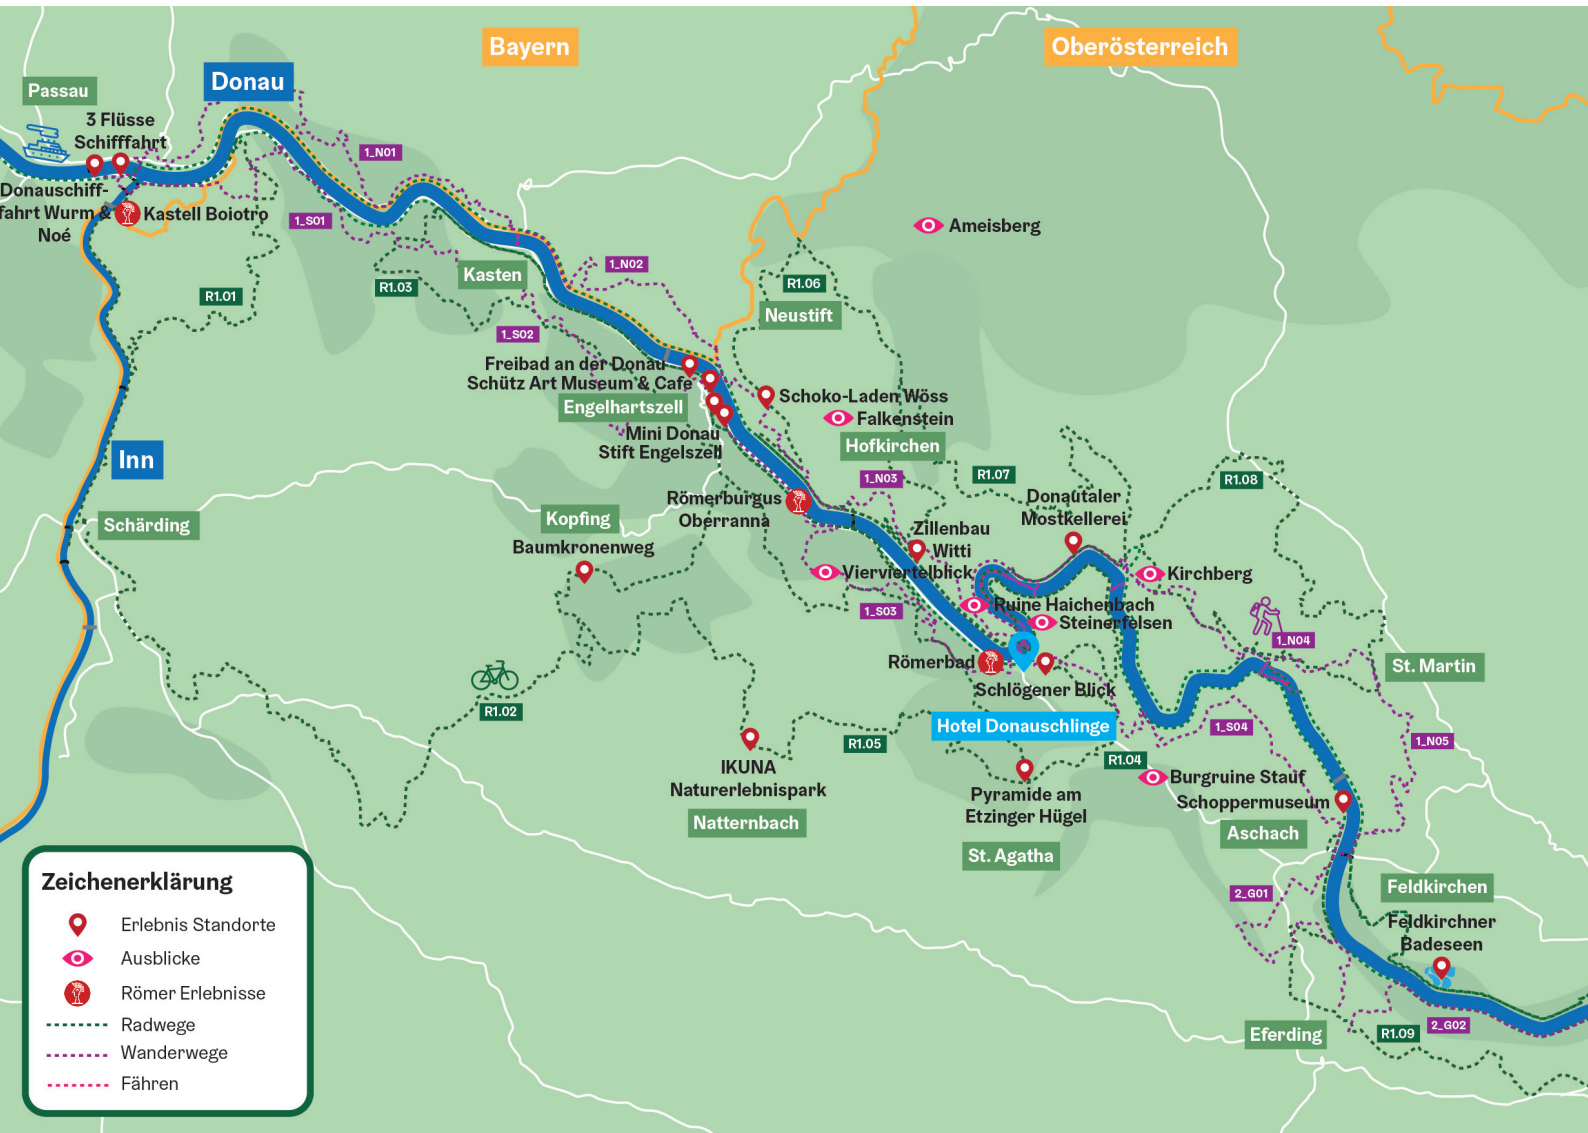 Bayern
Oberösterreich
Passau
Donau
3 Flüsse
Schifffahrt
1_N01
Donauschiff-
fahrt Wurm &
Noé
Kastell Boiotro
1_S01
Ameisberg
Kasten
1_N02
R1.01
R1.03
R1.06
Neustift
1_S02
Freibad an der Donau
Schütz Art Museum & Cafe
Engelhartszell
Schoko-Laden Wöss
Falkenstein
Mini Donau
Stift Engelszell
Hofkirchen
Inn
1_N03
R1.07
R1.08
Römerburgus
Oberranna
Donautaler
Mostkellerei
Schärding
Kopfing
Baumkronenweg
Zillenbau
Witti
Vierviertelblick
Kirchberg
1_S03
Ruine Haichenbach
Steinerfelsen
1_N04
Römerbad
Schlögener Blick
St. Martin
R1.02
Hotel Donauschlinge
1_S04
R1.05
1_N05
R1.04
IKUNA
Naturerlebnispark
Burgruine Stauf
Pyramide am
Etzinger Hügel
Schoppermuseum
Natternbach
Aschach
St. Agatha
2_G01
Feldkirchen
Feldkirchner
Badeseen
Eferding
R1.09
2_G02
Zeichenerklärung
Erlebnis Standorte
Ausblicke
Römer Erlebnisse
Radwege
Wanderwege
Fähren